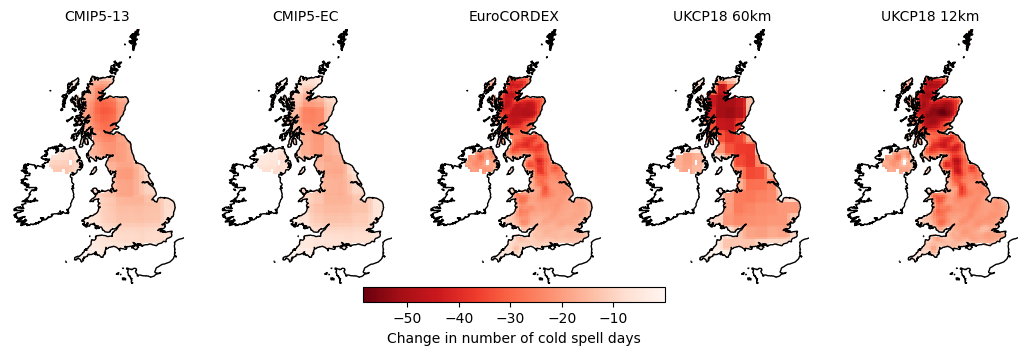 CMIP5-13 CMIP5-EC EuroCORDEX UKCP18 60km UKCP18 12km
−50 −40 −30 −20 −10
Change in number of cold spell days